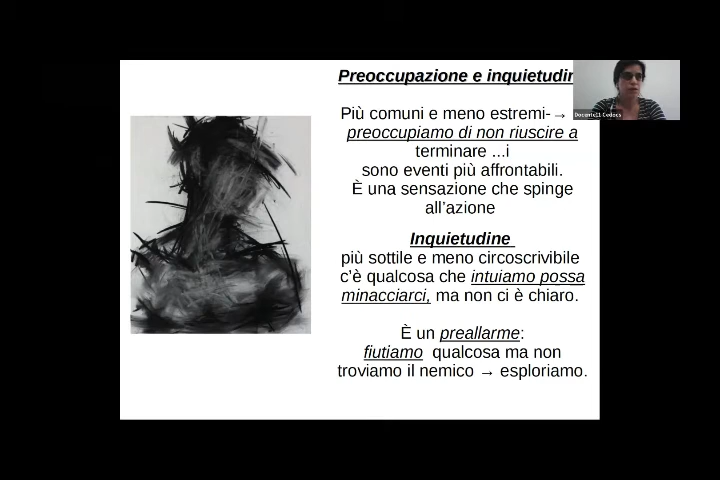 Preoccupazione e inquietudin
Più comuni e meno estremi-→
preoccupiamo di non riuscire a
terminare ...i
sono eventi più affrontabili.
È una sensazione che spinge
all'azione
Inquietudine
più sottile e meno circoscrivibile
c'è qualcosa che intuiamo possa
minacciarci, ma non ci è chiaro.
È un preallarme:
fiutiamo qualcosa ma non
troviamo il nemico → esploriamo.
Docente11 Cedocs